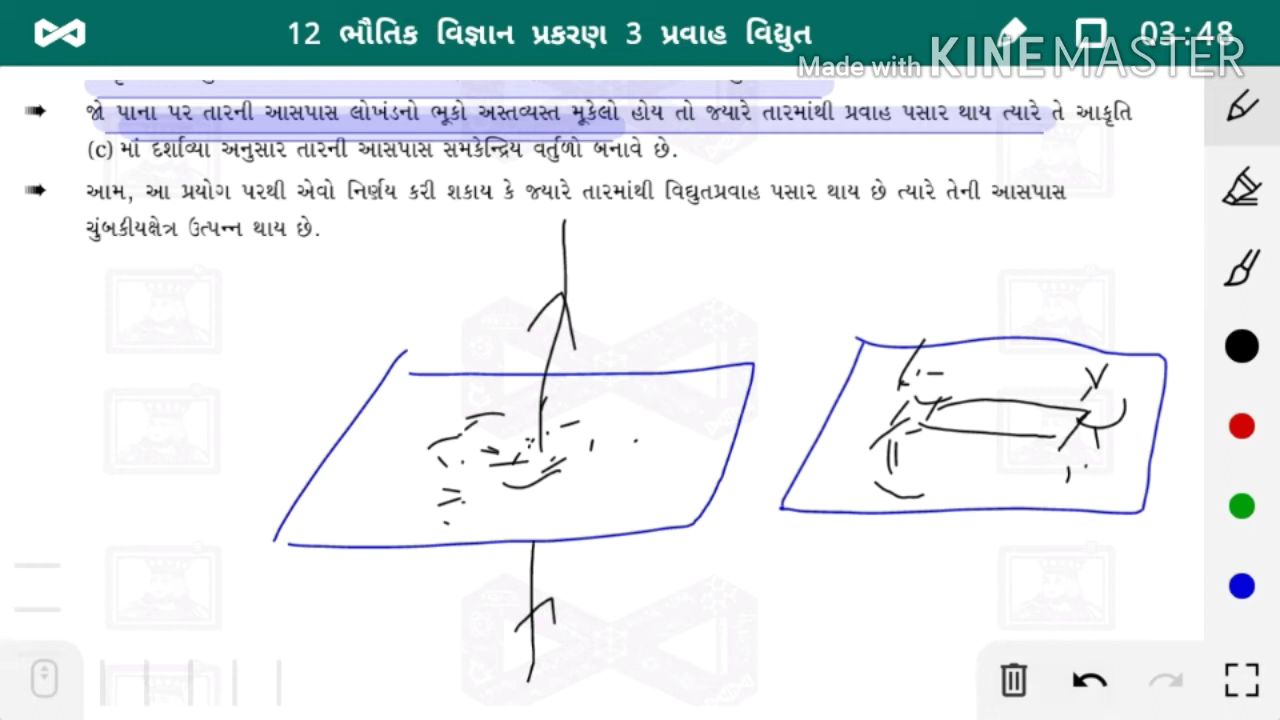 12 ભૌતિક વિજ્ઞાન પ્રકરણ 3 પ્રવાહ વિદ્યુત
03:48
Made with KINEMASTER
જો પાના પર તારની આસપાસ લોખંડનો ભૂકો અસ્તવ્યસ્ત મૂકેલો હોય તો જ્યારે તારમાંથી પ્રવાહ પસાર થાય ત્યારે તે આકૃતિ
(c) માં દર્શાવ્યા અનુસાર તારની આસપાસ સમકેન્દ્રિય વર્તુળો બનાવે છે.
આમ, આ પ્રયોગ પરથી એવો નિર્ણય કરી શકાય કે જ્યારે તારમાંથી વિદ્યુતપ્રવાહ પસાર થાય છે ત્યારે તેની આસપાસ
ચુંબકીયક્ષેત્ર ઉત્પન્ન થાય છે.